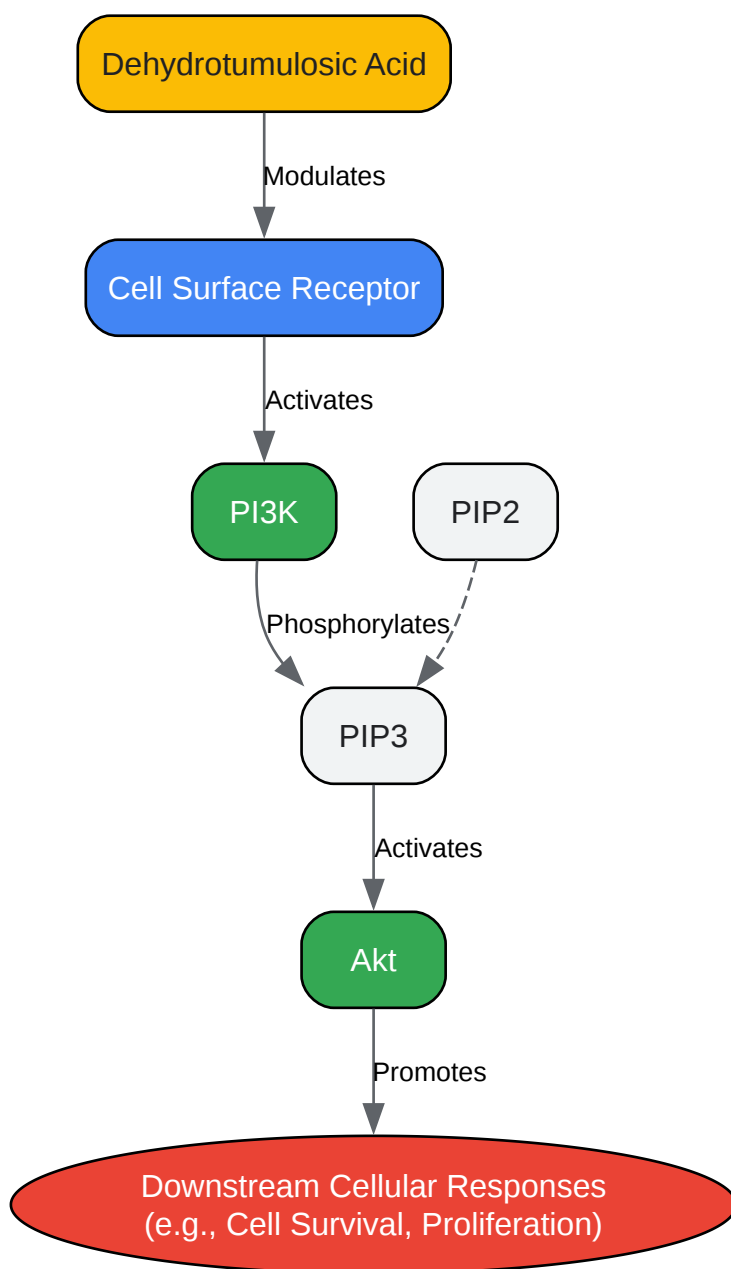 Dehydrotumulosic Acid
Modulates
Cell Surface Receptor
Activates
PI3K
PIP2
Phosphorylates
PIP3
Activates
Akt
Promotes
Downstream Cellular Responses
(e.g., Cell Survival, Proliferation)